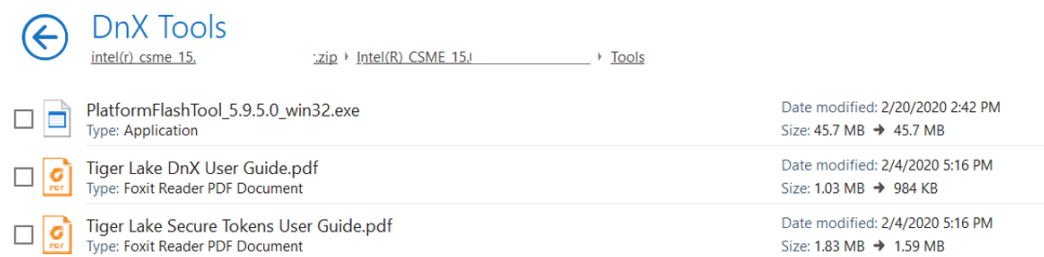 DnX Tools
intel(r)_csme_15. .zip ▸ Intel(R)_CSME_15. ▸ Tools
PlatformFlashTool_5.9.5.0_win32.exe
Type: Application
Date modified: 2/20/2020 2:42 PM
Size: 45.7 MB ➔ 45.7 MB
Tiger Lake DnX User Guide.pdf
Type: Foxit Reader PDF Document
Date modified: 2/4/2020 5:16 PM
Size: 1.03 MB ➔ 984 KB
Tiger Lake Secure Tokens User Guide.pdf
Type: Foxit Reader PDF Document
Date modified: 2/4/2020 5:16 PM
Size: 1.83 MB ➔ 1.59 MB
PDF
PDF